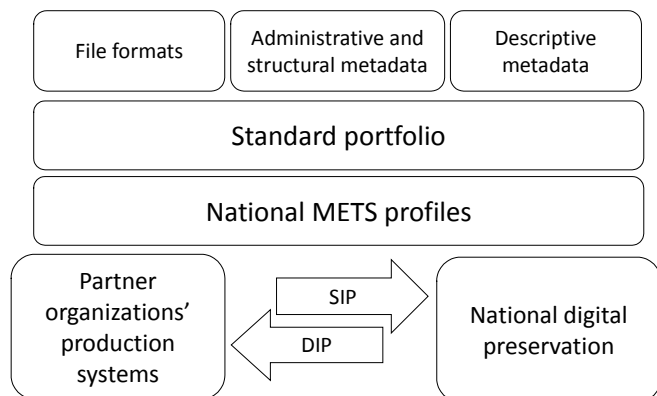 File formats
Administrative and
structural metadata
Descriptive
metadata
Standard portfolio
National METS profiles
Partner
organizations’
production
systems
SIP
DIP
National digital
preservation